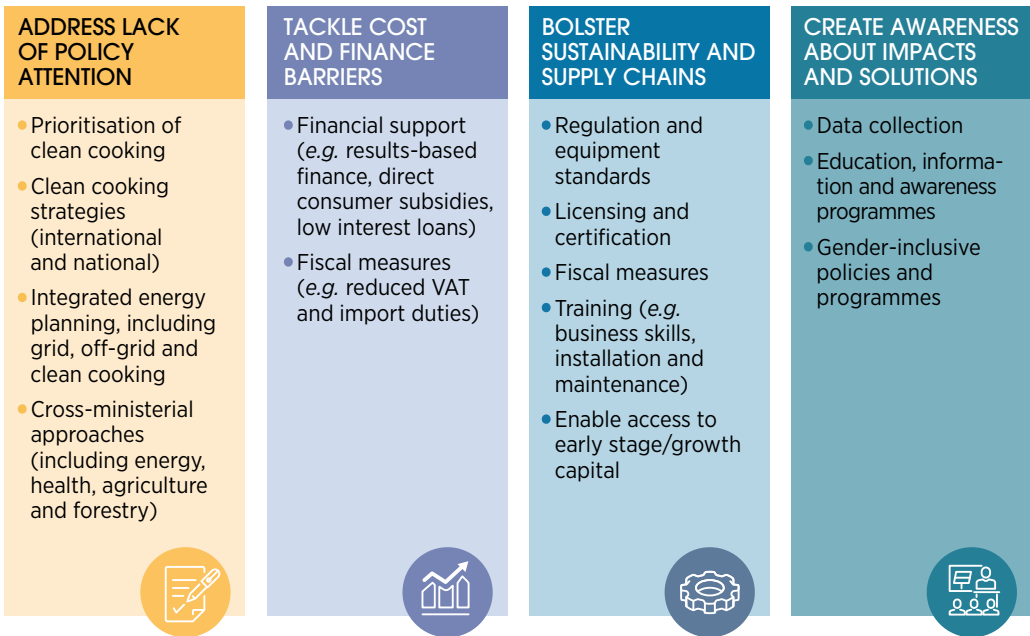 ADDRESS LACK
OF POLICY
ATTENTION
• Prioritisation of
clean cooking
• Clean cooking
strategies
(international
and national)
• Integrated energy
planning, including
grid, off-grid and
clean cooking
• Cross-ministerial
approaches
(including energy,
health, agriculture
and forestry)
TACKLE COST
AND FINANCE
BARRIERS
• Financial support
(e.g. results-based
finance, direct
consumer subsidies,
low interest loans)
• Fiscal measures
(e.g. reduced VAT
and import duties)
BOLSTER
SUSTAINABILITY AND
SUPPLY CHAINS
• Regulation and
equipment
standards
• Licensing and
certification
• Fiscal measures
• Training (e.g.
business skills,
installation and
maintenance)
• Enable access to
early stage/growth
capital
CREATE AWARENESS
ABOUT IMPACTS
AND SOLUTIONS
• Data collection
• Education, informa-
tion and awareness
programmes
• Gender-inclusive
policies and
programmes